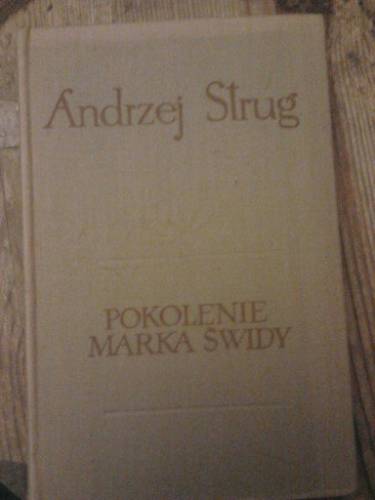 Andrzej Strug
POKOLENIE
MARKA ŚWIDY